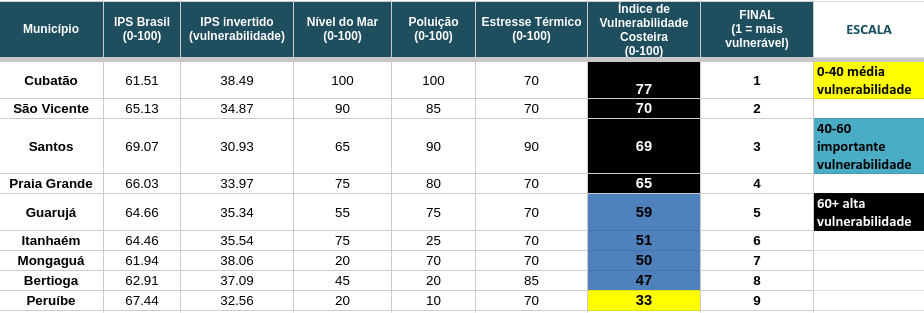 Município IPS Brasil (0-100) IPS invertido (vulnerabilidade) Nível do Mar (0-100) Poluição (0-100) Estresse Térmico (0-100) Índice de Vulnerabilidade Costeira (0-100) FINAL (1 = mais vulnerável) ESCALA
Cubatão 61.51 38.49 100 100 70 77 1 0-40 média vulnerabilidade
São Vicente 65.13 34.87 90 85 70 70 2
Santos 69.07 30.93 65 90 90 69 3 40-60 importante vulnerabilidade
Praia Grande 66.03 33.97 75 80 70 65 4
Guarujá 64.66 35.34 55 75 70 59 5 60+ alta vulnerabilidade
Itanhaém 64.46 35.54 75 25 70 51 6
Mongaguá 61.94 38.06 20 70 70 50 7
Bertioga 62.91 37.09 45 20 85 47 8
Peruíbe 67.44 32.56 20 10 70 33 9